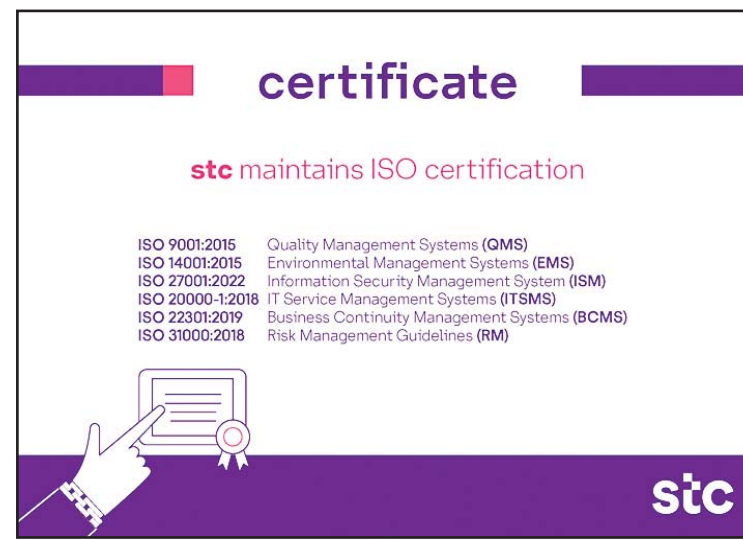 certificate
stc maintains ISO certification
ISO 9001:2015 Quality Management Systems (QMS)
ISO 14001:2015 Environmental Management Systems (EMS)
ISO 27001:2022 Information Security Management System (ISM)
ISO 20000-1:2018 IT Service Management Systems (ITSMS)
ISO 22301:2019 Business Continuity Management Systems (BCMS)
ISO 31000:2018 Risk Management Guidelines (RM)
stc